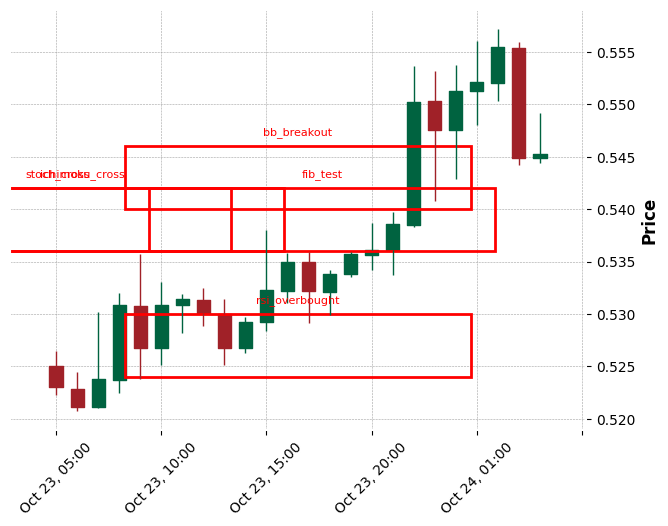 0.555
0.550
bb_breakout
0.545
fib_test
0.540
Price
0.535
rsi_overbought
0.530
0.525
0.520
Oct 23, 05:00
Oct 23, 10:00
Oct 23, 15:00
Oct 23, 20:00
Oct 24, 01:00